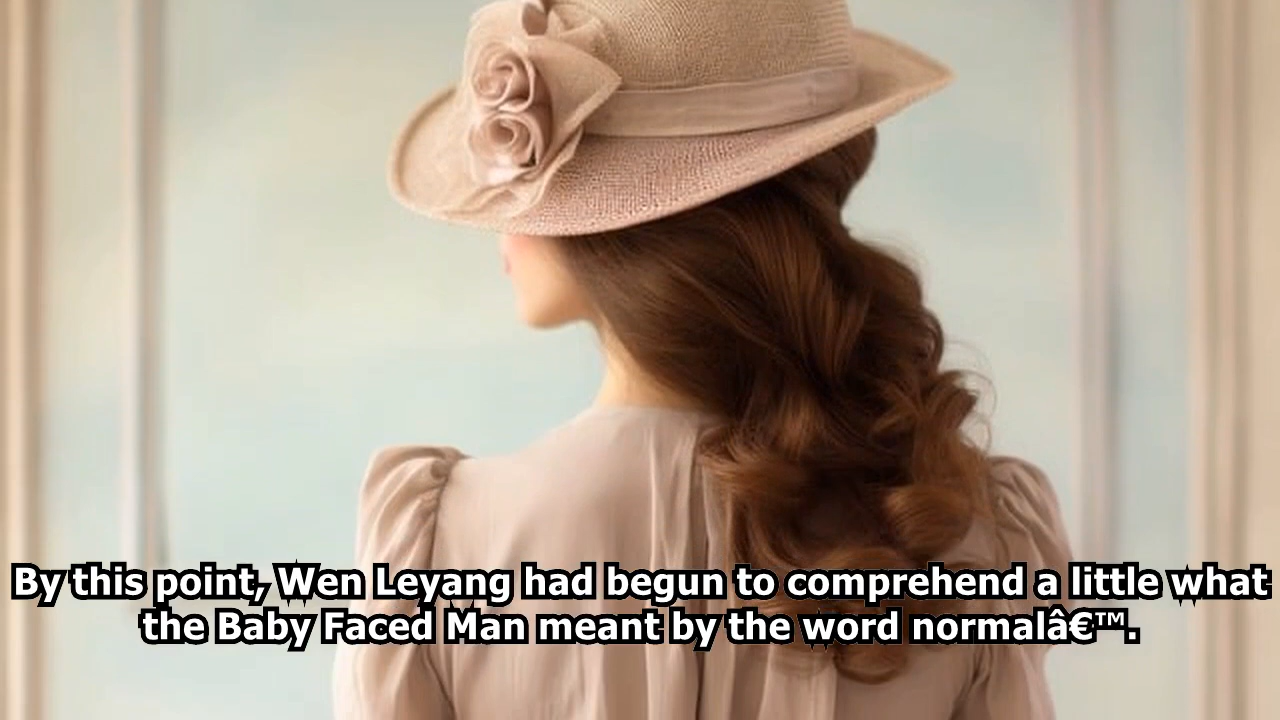 By this point, Wen Leyang had begun to comprehend a little what
the Baby Faced Man meant by the word normalâ€™.